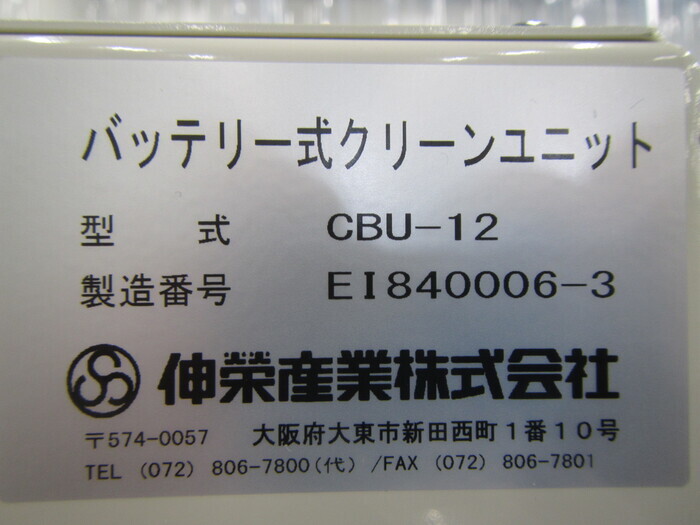 バッテリー式クリーンユニット
型　式　CBU-12
製造番号　EI840006-3
伸榮産業株式会社
〒574-0057　大阪府大東市新田西町1番10号
TEL (072) 806-7800(代) /FAX (072) 806-7801